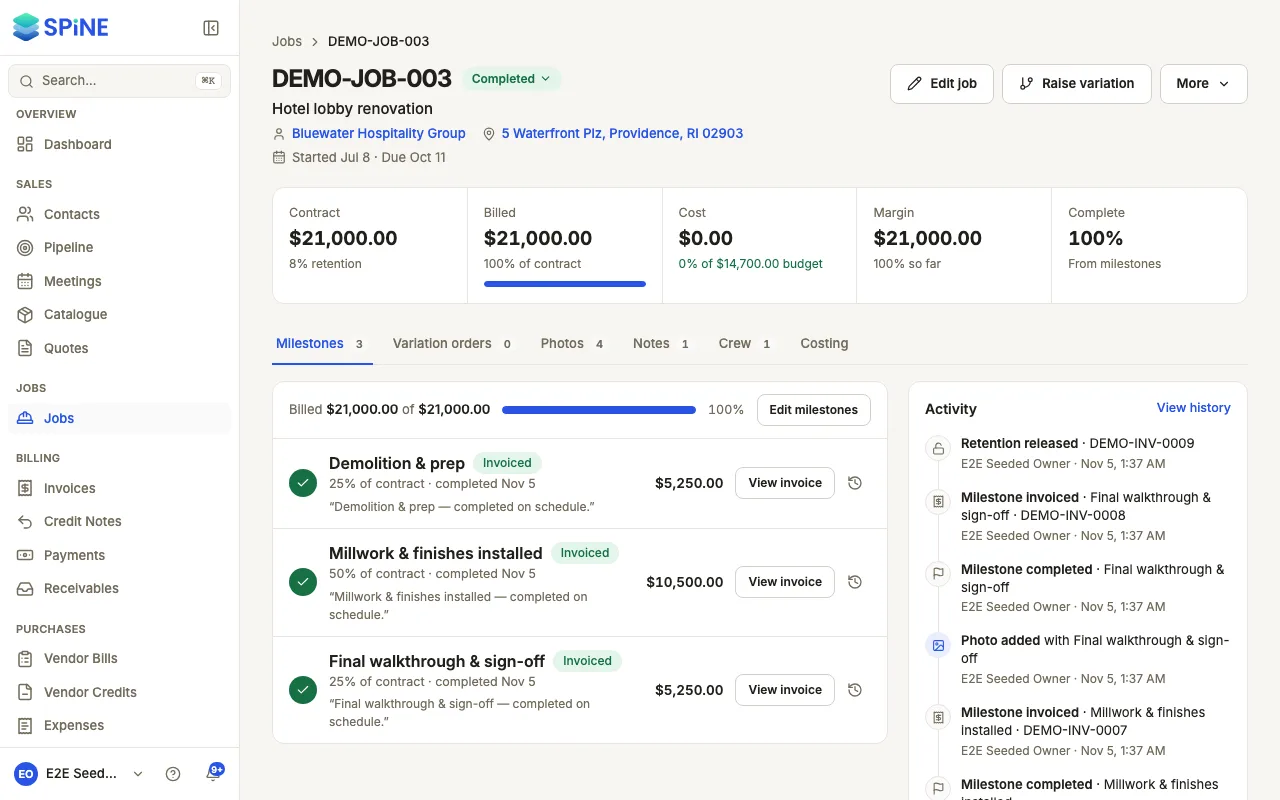 SPiNE
Search...
⌘K
OVERVIEW
Dashboard
SALES
Contacts
Pipeline
Meetings
Catalogue
Quotes
JOBS
Jobs
BILLING
Invoices
Credit Notes
Payments
Receivables
PURCHASES
Vendor Bills
Vendor Credits
Expenses
EO
E2E Seed...
9+
Jobs > DEMO-JOB-003
DEMO-JOB-003 Completed
Hotel lobby renovation
Bluewater Hospitality Group 5 Waterfront Plz, Providence, RI 02903
Started Jul 8 · Due Oct 11
Edit job
Raise variation
More
Contract
$21,000.00
8% retention
Billed
$21,000.00
100% of contract
Cost
$0.00
0% of $14,700.00 budget
Margin
$21,000.00
100% so far
Complete
100%
From milestones
Milestones 3
Variation orders 0
Photos 4
Notes 1
Crew 1
Costing
Billed $21,000.00 of $21,000.00 100% Edit milestones
Demolition & prep Invoiced
25% of contract · completed Nov 5
“Demolition & prep — completed on schedule.”
$5,250.00 View invoice
Millwork & finishes installed Invoiced
50% of contract · completed Nov 5
“Millwork & finishes installed — completed on
schedule.”
$10,500.00 View invoice
Final walkthrough & sign-off Invoiced
25% of contract · completed Nov 5
“Final walkthrough & sign-off — completed on
schedule.”
$5,250.00 View invoice
Activity View history
Retention released · DEMO-INV-0009
E2E Seeded Owner · Nov 5, 1:37 AM
Milestone invoiced · Final walkthrough &
sign-off · DEMO-INV-0008
E2E Seeded Owner · Nov 5, 1:37 AM
Milestone completed · Final walkthrough &
sign-off
E2E Seeded Owner · Nov 5, 1:37 AM
Photo added with Final walkthrough & sign-
off
E2E Seeded Owner · Nov 5, 1:37 AM
Milestone invoiced · Millwork & finishes
installed · DEMO-INV-0007
E2E Seeded Owner · Nov 5, 1:37 AM
Milestone completed · Millwork & finishes